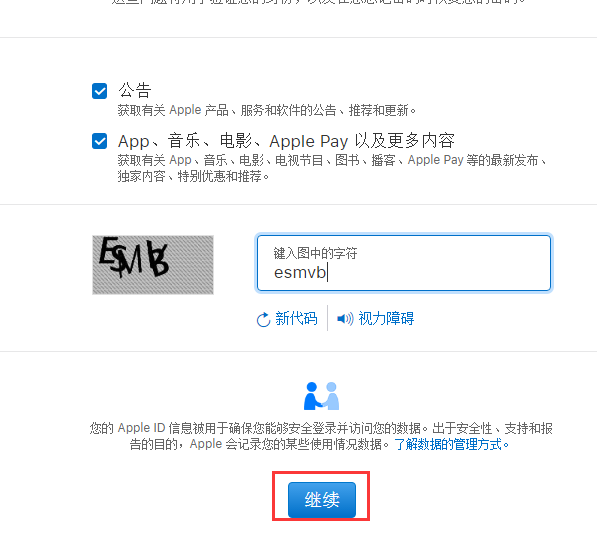 公告
获取有关 Apple 产品、服务和软件的公告、推荐和更新。
App、音乐、电影、Apple Pay 以及更多内容
获取有关 App、音乐、电影、电视节目、图书、播客、Apple Pay 等的最新发布、
独家内容、特别优惠和推荐。
ESMVB
键入图中的字符
esmvb
新代码
视力障碍
您的 Apple ID 信息被用于确保您能够安全登录并访问您的数据。出于安全性、支持和报
告的目的，Apple 会记录您的某些使用情况数据。了解数据的管理方式。
继续